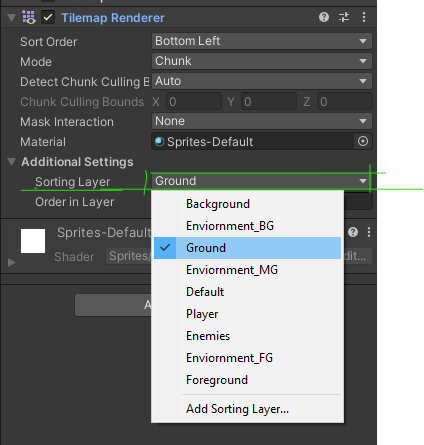 Tilemap Renderer
Sort Order Bottom Left
Mode Chunk
Detect Chunk Culling B Auto
Chunk Culling Bounds X 0 Y 0 Z 0
Mask Interaction None
Material Sprites-Default
Additional Settings
Sorting Layer Ground
Order in Layer
Background
Enviornment_BG
Ground
Enviornment_MG
Default
Player
Enemies
Enviornment_FG
Foreground
Add Sorting Layer...
Sprites-Default
Shader Sprites/ dit...
A